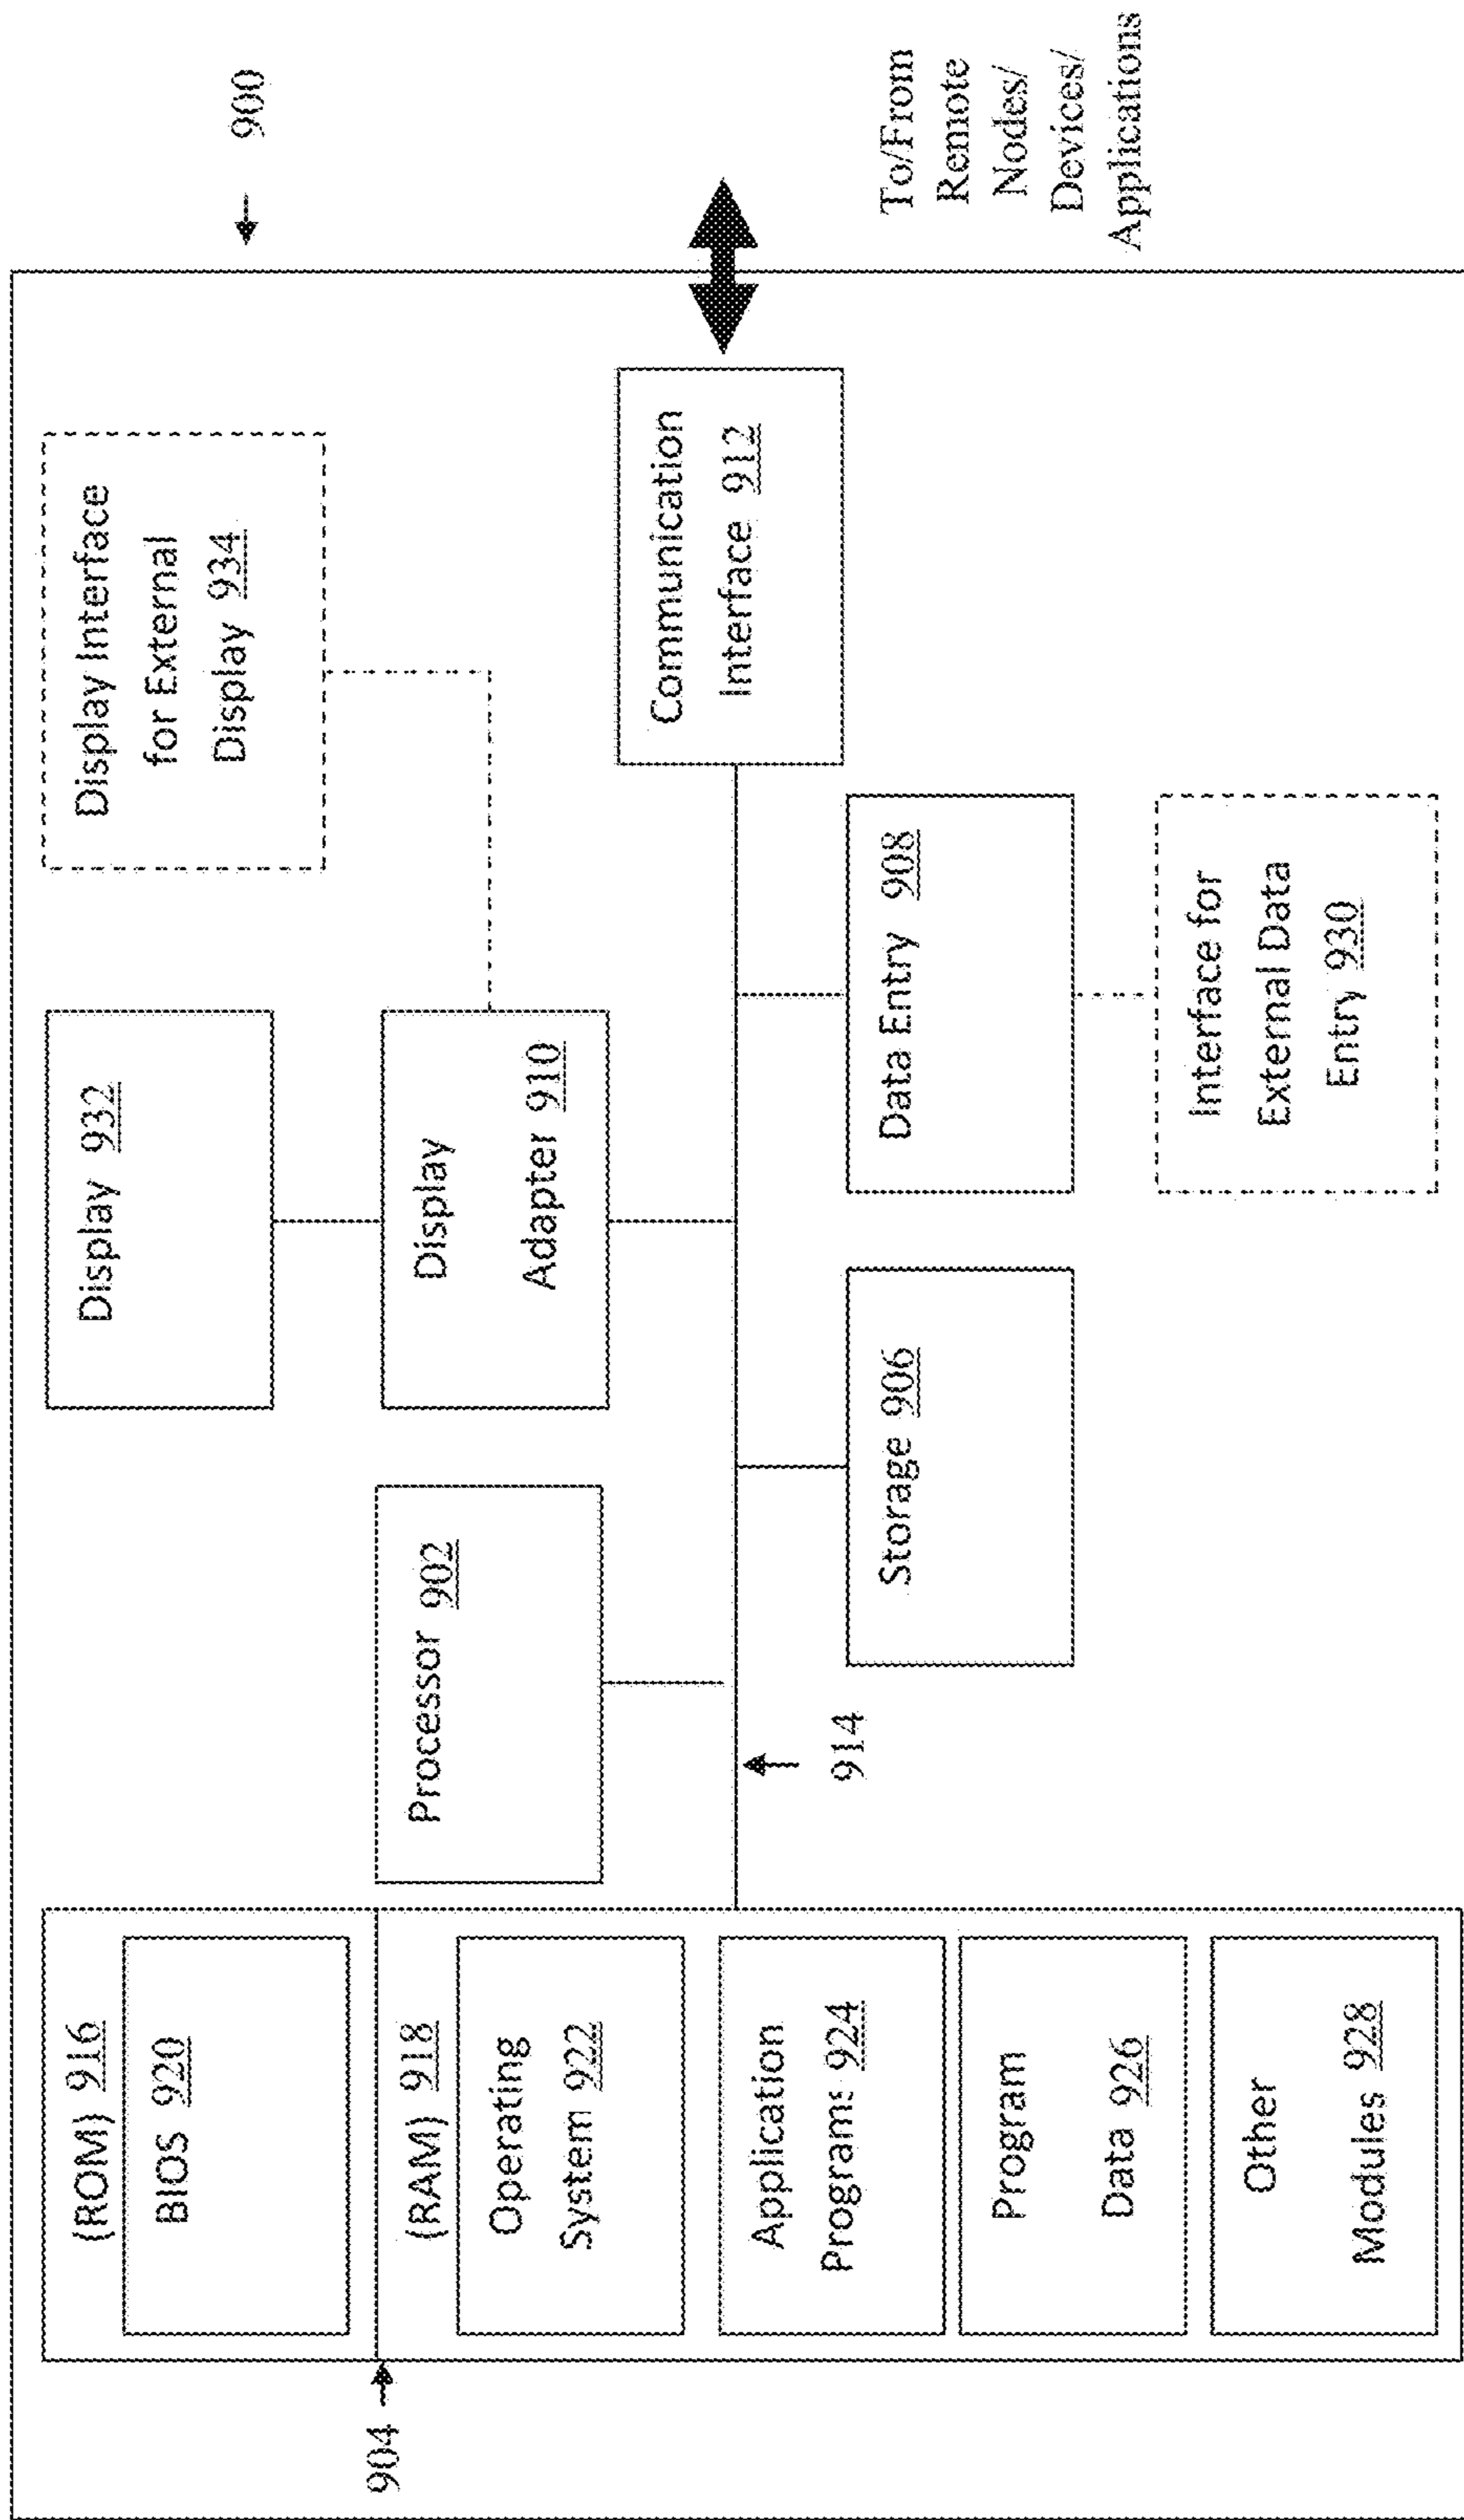 900
(ROM) 916
BIOS 920
904
(RAM) 918
Operating
System 922
Application
Programs 924
Program
Data 926
Other
Modules 928
Processor 902
914
Storage 906
Display 932
Display
Adapter 910
Data Entry 908
Interface for
External Data
Entry 930
Display Interface
for External
Display 934
Communication
Interface 912
To/From
Remote
Nodes/
Devices/
Applications